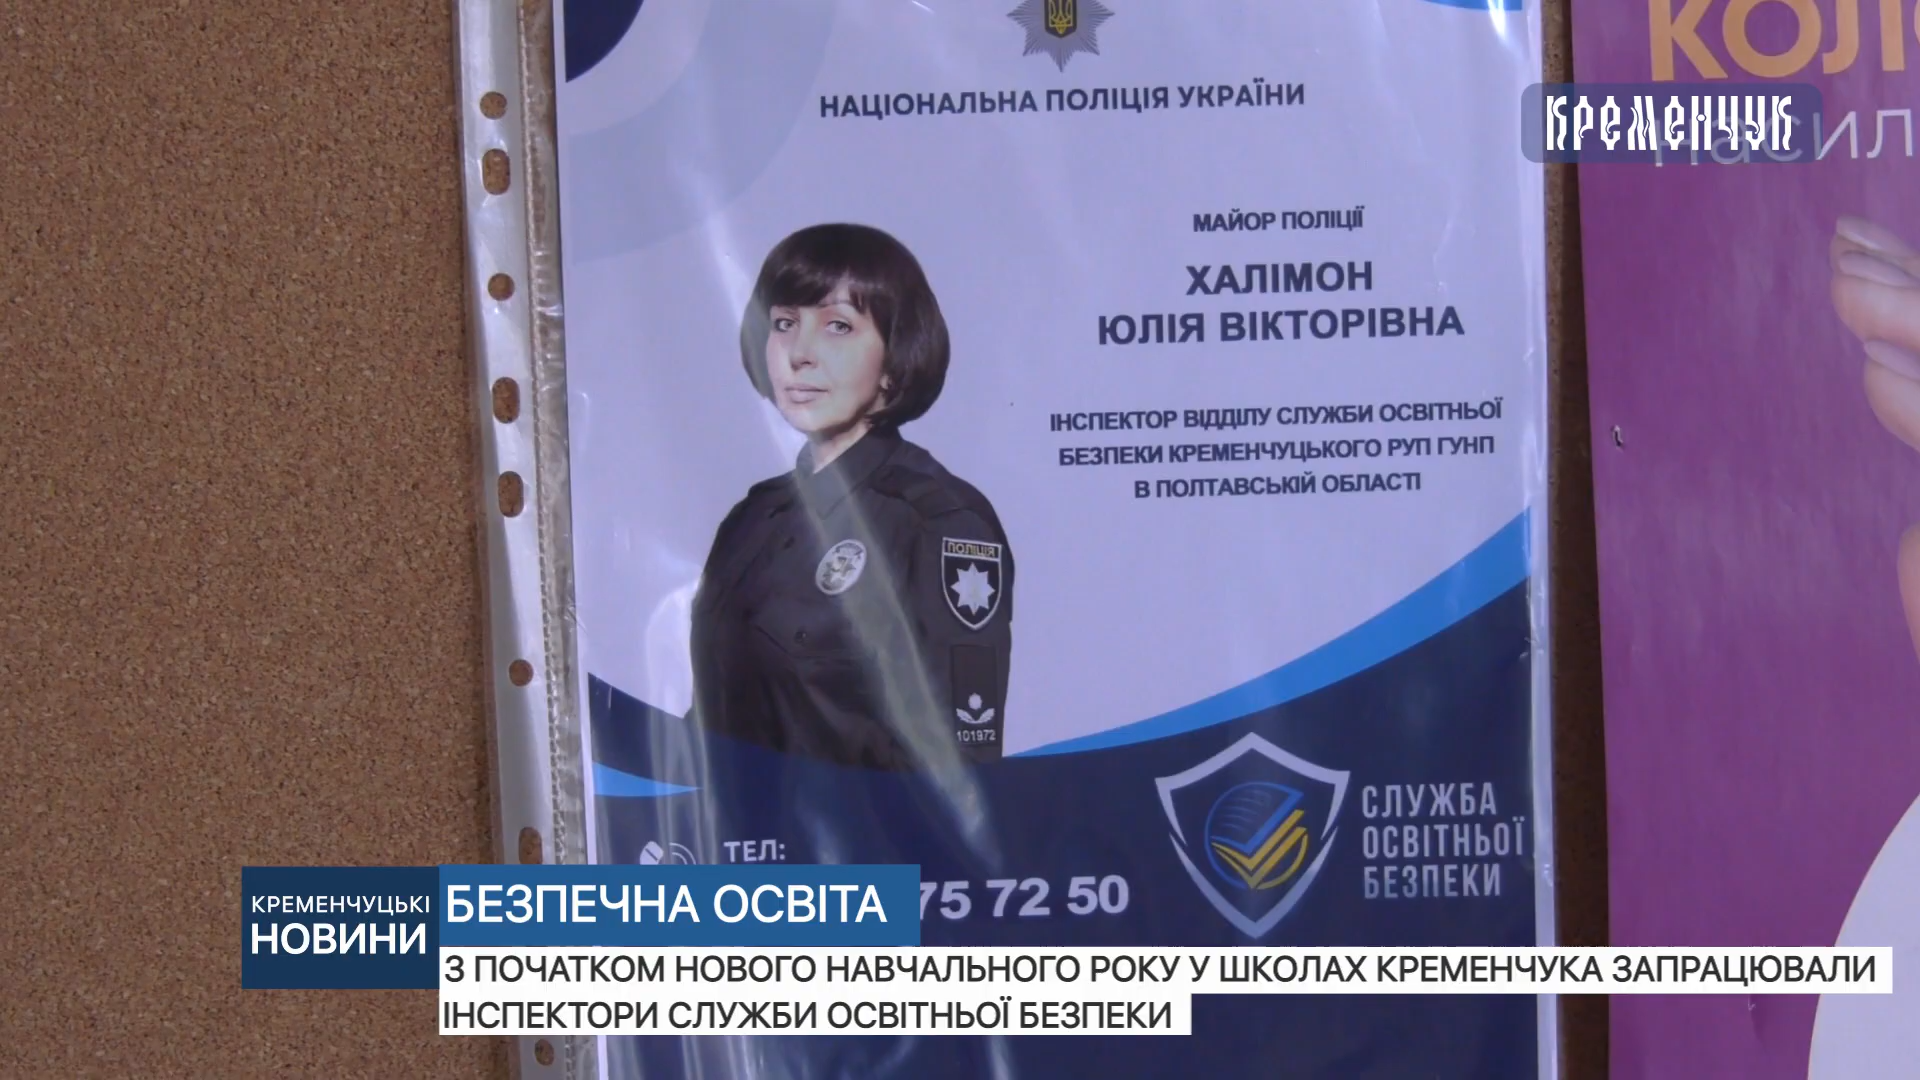 НАЦІОНАЛЬНА ПОЛІЦІЯ УКРАЇНИ
КРЕМЕНЧУК
МАЙОР ПОЛІЦІЇ
ХАЛІМОН
ЮЛІЯ ВІКТОРІВНА
ІНСПЕКТОР ВІДДІЛУ СЛУЖБИ ОСВІТНЬОЇ
БЕЗПЕКИ КРЕМЕНЧУЦЬКОГО РУП ГУНП
В ПОЛТАВСЬКІЙ ОБЛАСТІ
ПОЛІЦІЯ
101972
СЛУЖБА
ОСВІТНЬОЇ
БЕЗПЕКИ
ТЕЛ:
75 72 50
КРЕМЕНЧУЦЬКІ
НОВИНИ
БЕЗПЕЧНА ОСВІТА
З ПОЧАТКОМ НОВОГО НАВЧАЛЬНОГО РОКУ У ШКОЛАХ КРЕМЕНЧУКА ЗАПРАЦЮВАЛИ
ІНСПЕКТОРИ СЛУЖБИ ОСВІТНЬОЇ БЕЗПЕКИ